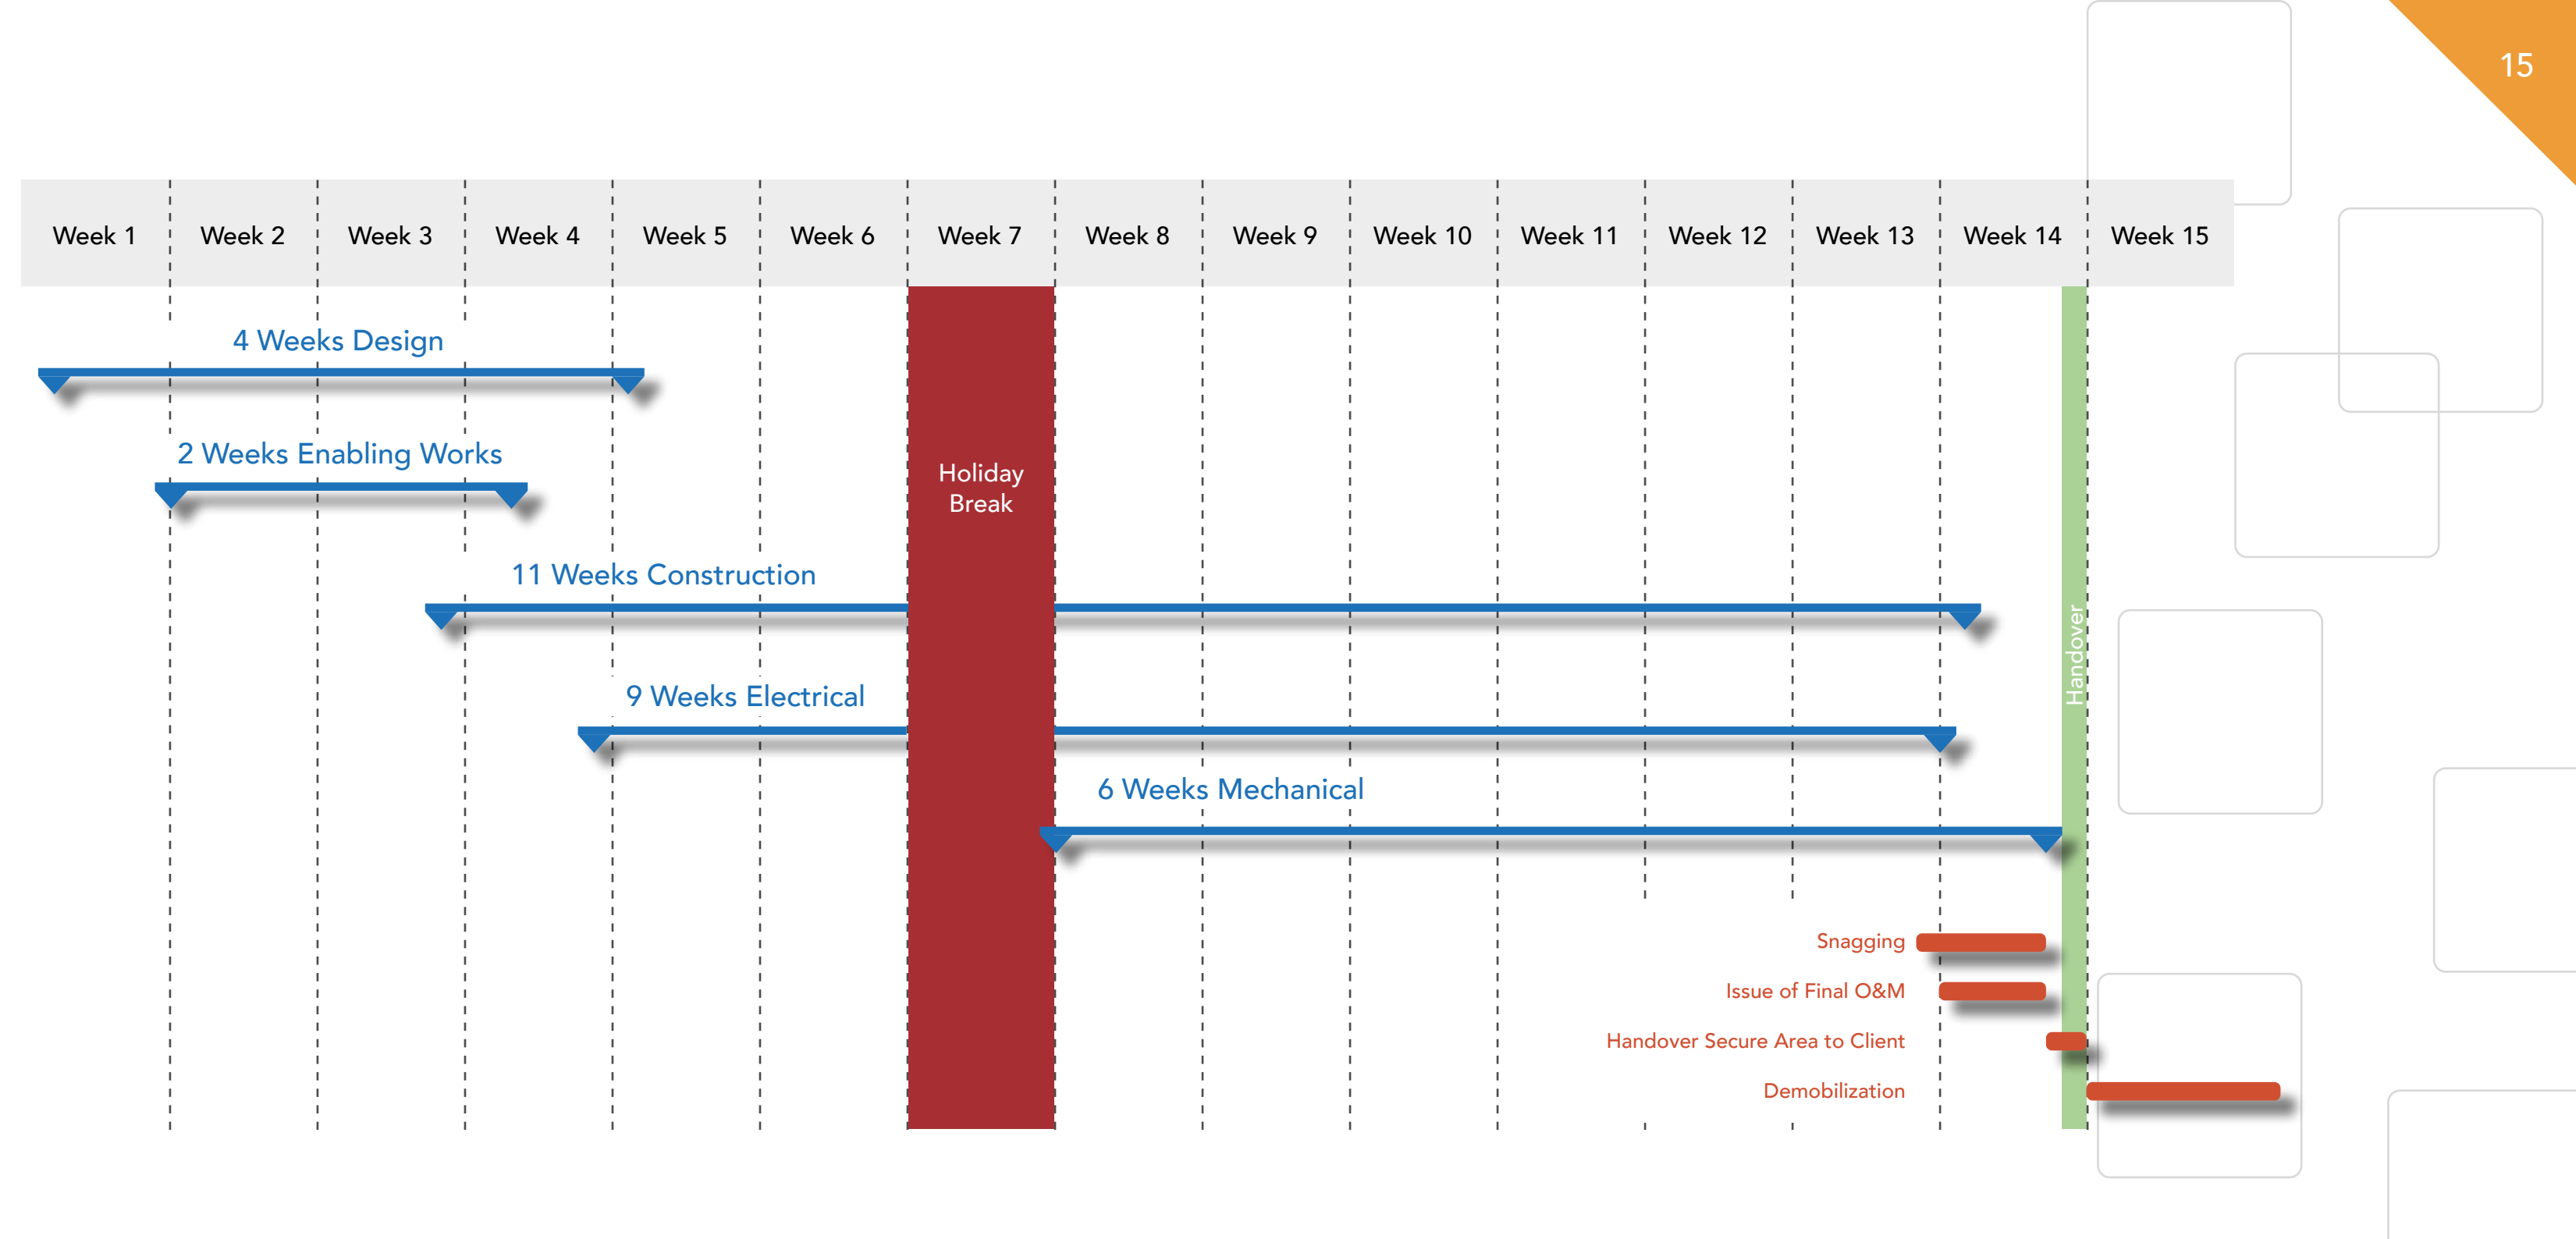 15
Week 1 Week 2 Week 3 Week 4 Week 5 Week 6 Week 7 Week 8 Week 9 Week 10 Week 11 Week 12 Week 13 Week 14 Week 15
4 Weeks Design
2 Weeks Enabling Works
Holiday
Break
11 Weeks Construction
Handover
9 Weeks Electrical
6 Weeks Mechanical
Snagging
Issue of Final O&M
Handover Secure Area to Client
Demobilization